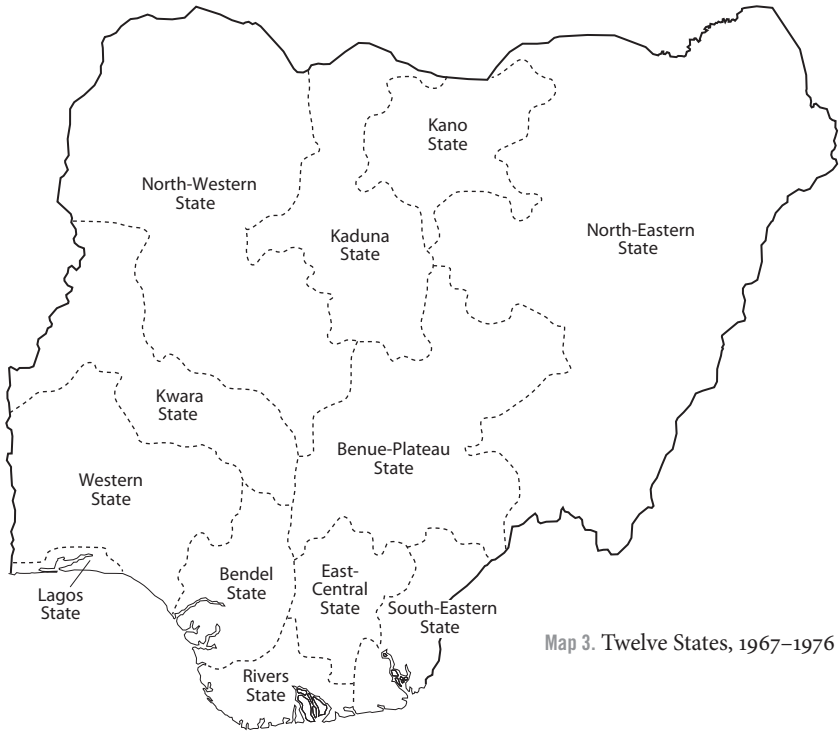 Kano
State
North-Western
State
Kaduna
State
North-Eastern
State
Kwara
State
Benue-Plateau
State
Western
State
Lagos
State
Bendel
State
East-
Central
State
South-Eastern
State
Rivers
State
Map 3. Twelve States, 1967–1976